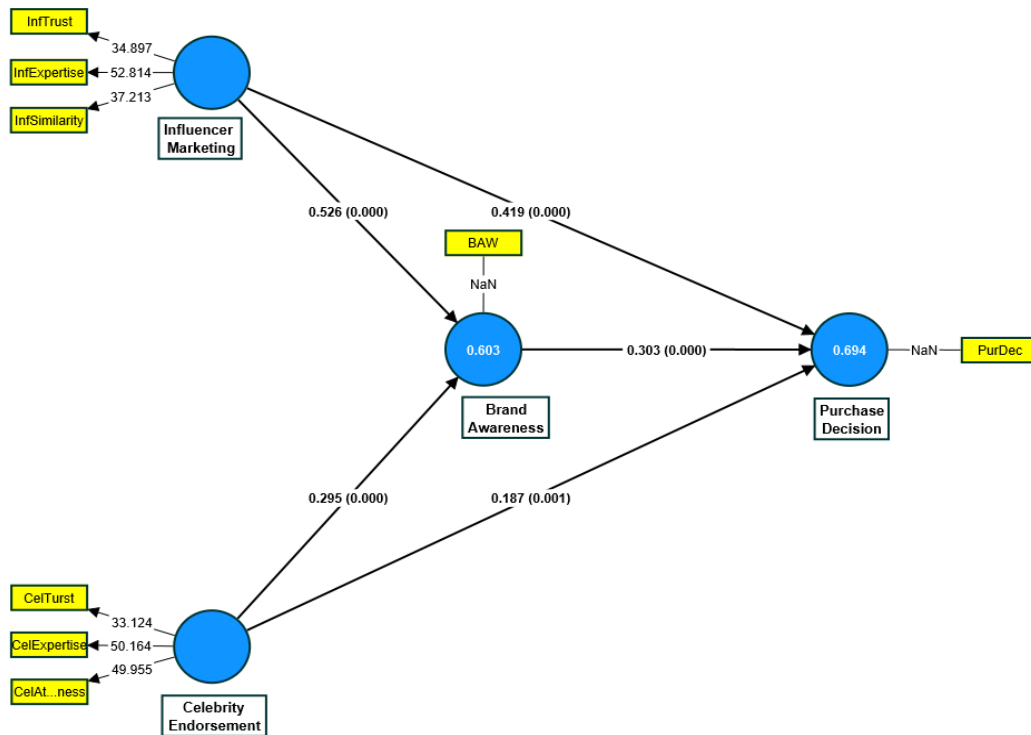 InfTrust
34.897
InfExpertise
52.814
37.213
InfSimilarity
Influencer
Marketing
0.526 (0.000)
0.419 (0.000)
BAW
NaN
0.603
0.303 (0.000)
0.694
NaN
PurDec
Brand
Awareness
Purchase
Decision
0.295 (0.000)
0.187 (0.001)
CelTurst
33.124
CelExpertise
50.164
49.955
CelAt...ness
Celebrity
Endorsement